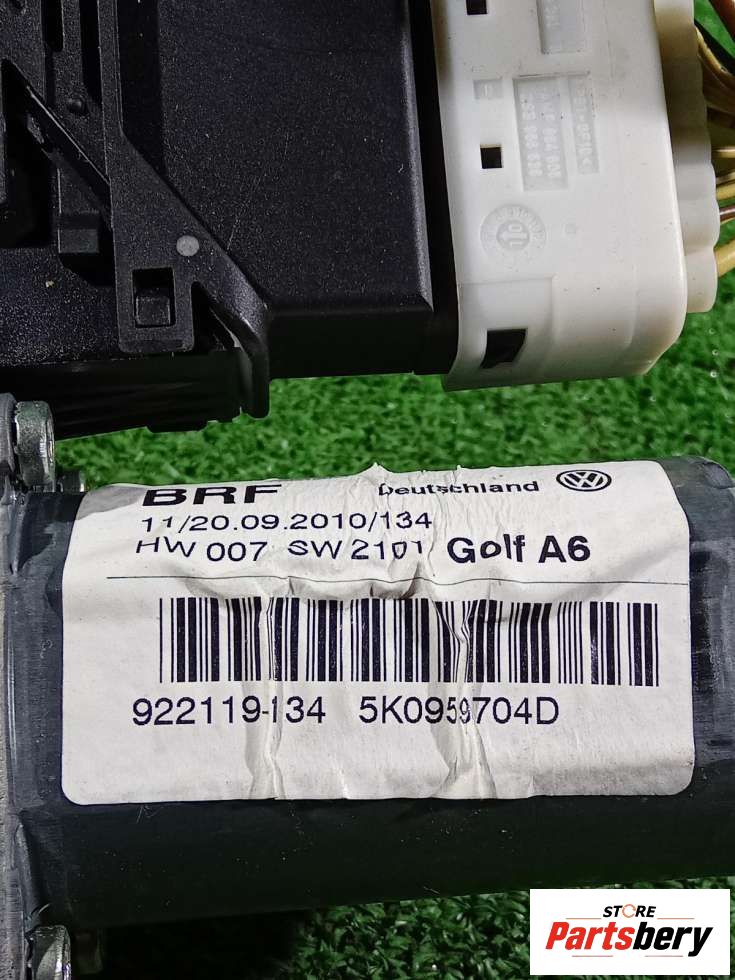 BRF Deutschland
11/20.09.2010/134
HW 007 SW 2101 Golf A6
922119-134 5K0959704D
STORE
Partsbery